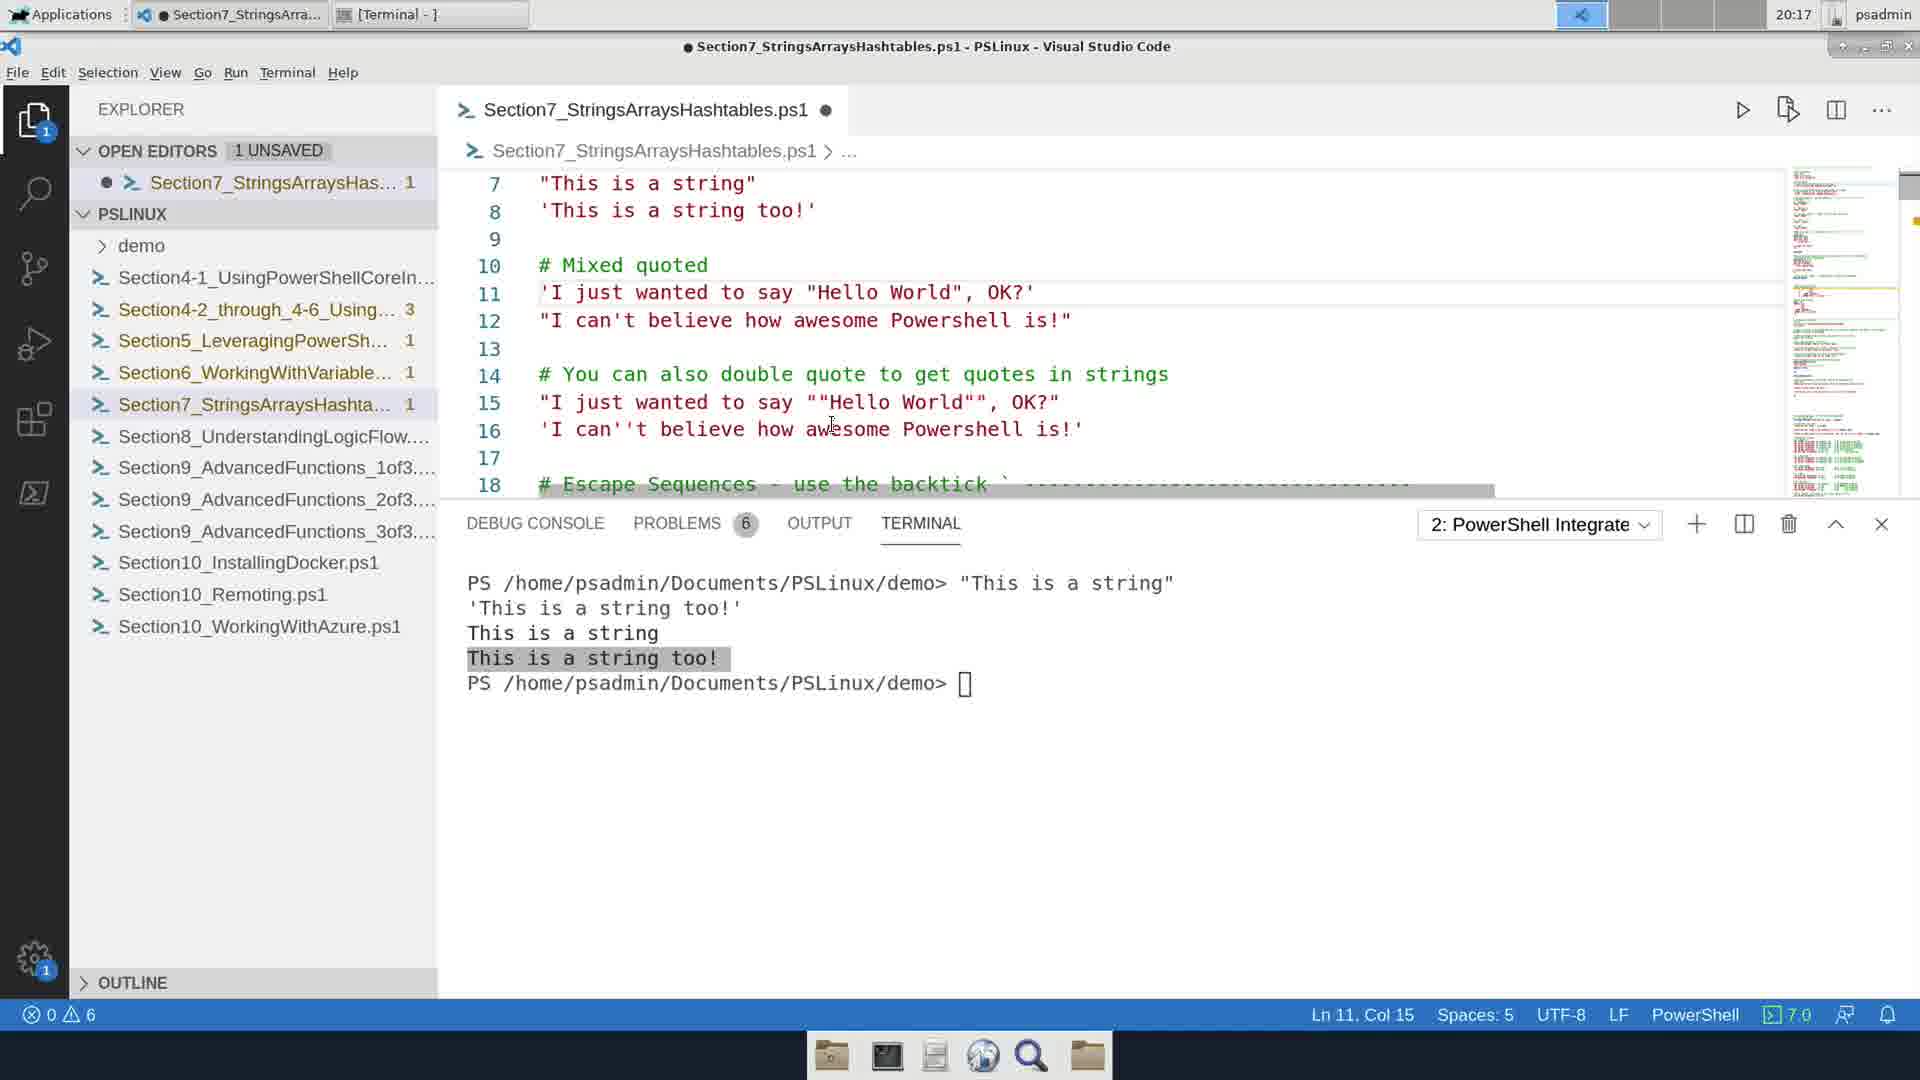 Applications
● Section7_StringsArra...
[Terminal - ]
20:17
psadmin
● Section7_StringsArraysHashtables.ps1 - PSLinux - Visual Studio Code
File Edit Selection View Go Run Terminal Help
EXPLORER
OPEN EDITORS 1 UNSAVED
Section7_StringsArraysHas... 1
PSLINUX
demo
Section4-1_UsingPowerShellCoreIn...
Section4-2_through_4-6_Using... 3
Section5_LeveragingPowerSh... 1
Section6_WorkingWithVariable... 1
Section7_StringsArraysHashta... 1
Section8_UnderstandingLogicFlow....
Section9_AdvancedFunctions_1of3....
Section9_AdvancedFunctions_2of3....
Section9_AdvancedFunctions_3of3....
Section10_InstallingDocker.ps1
Section10_Remoting.ps1
Section10_WorkingWithAzure.ps1
OUTLINE
Section7_StringsArraysHashtables.ps1 ●
Section7_StringsArraysHashtables.ps1 > ...
7 "This is a string"
8 'This is a string too!'
9
10 # Mixed quoted
11 'I just wanted to say "Hello World", OK?'
12 "I can't believe how awesome Powershell is!"
13
14 # You can also double quote to get quotes in strings
15 "I just wanted to say ""Hello World"", OK?"
16 'I can''t believe how awesome Powershell is!'
17
18 # Escape Sequences - use the backtick ` --------------------------------
DEBUG CONSOLE PROBLEMS 6 OUTPUT TERMINAL
2: PowerShell Integrate
PS /home/psadmin/Documents/PSLinux/demo> "This is a string"
'This is a string too!'
This is a string
This is a string too!
PS /home/psadmin/Documents/PSLinux/demo>
0 6
Ln 11, Col 15 Spaces: 5 UTF-8 LF PowerShell 7.0
1
1